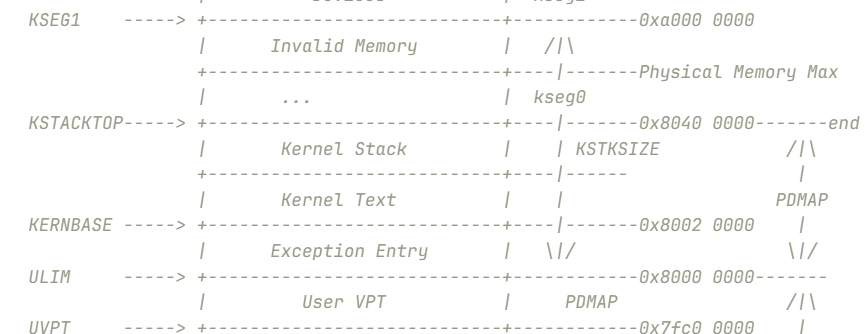 KSEG1    -----> +----------------------------+------------0xa000 0000
                |      Invalid Memory        |   /|\
                +----------------------------+----|-------Physical Memory Max
                |       ...                  |  kseg0
KSTACKTOP-----> +----------------------------+----|-------0x8040 0000-------end
                |       Kernel Stack         |    | KSTKSIZE            /|\
                +----------------------------+----|------                |
                |       Kernel Text          |    |                    PDMAP
KERNBASE -----> +----------------------------+----|-------0x8002 0000    |
                |      Exception Entry       |   \|/                    \|/
ULIM     -----> +----------------------------+------------0x8000 0000-------
                |         User VPT           |     PDMAP                /|\
UVPT     -----> +----------------------------+------------0x7fc0 0000    |